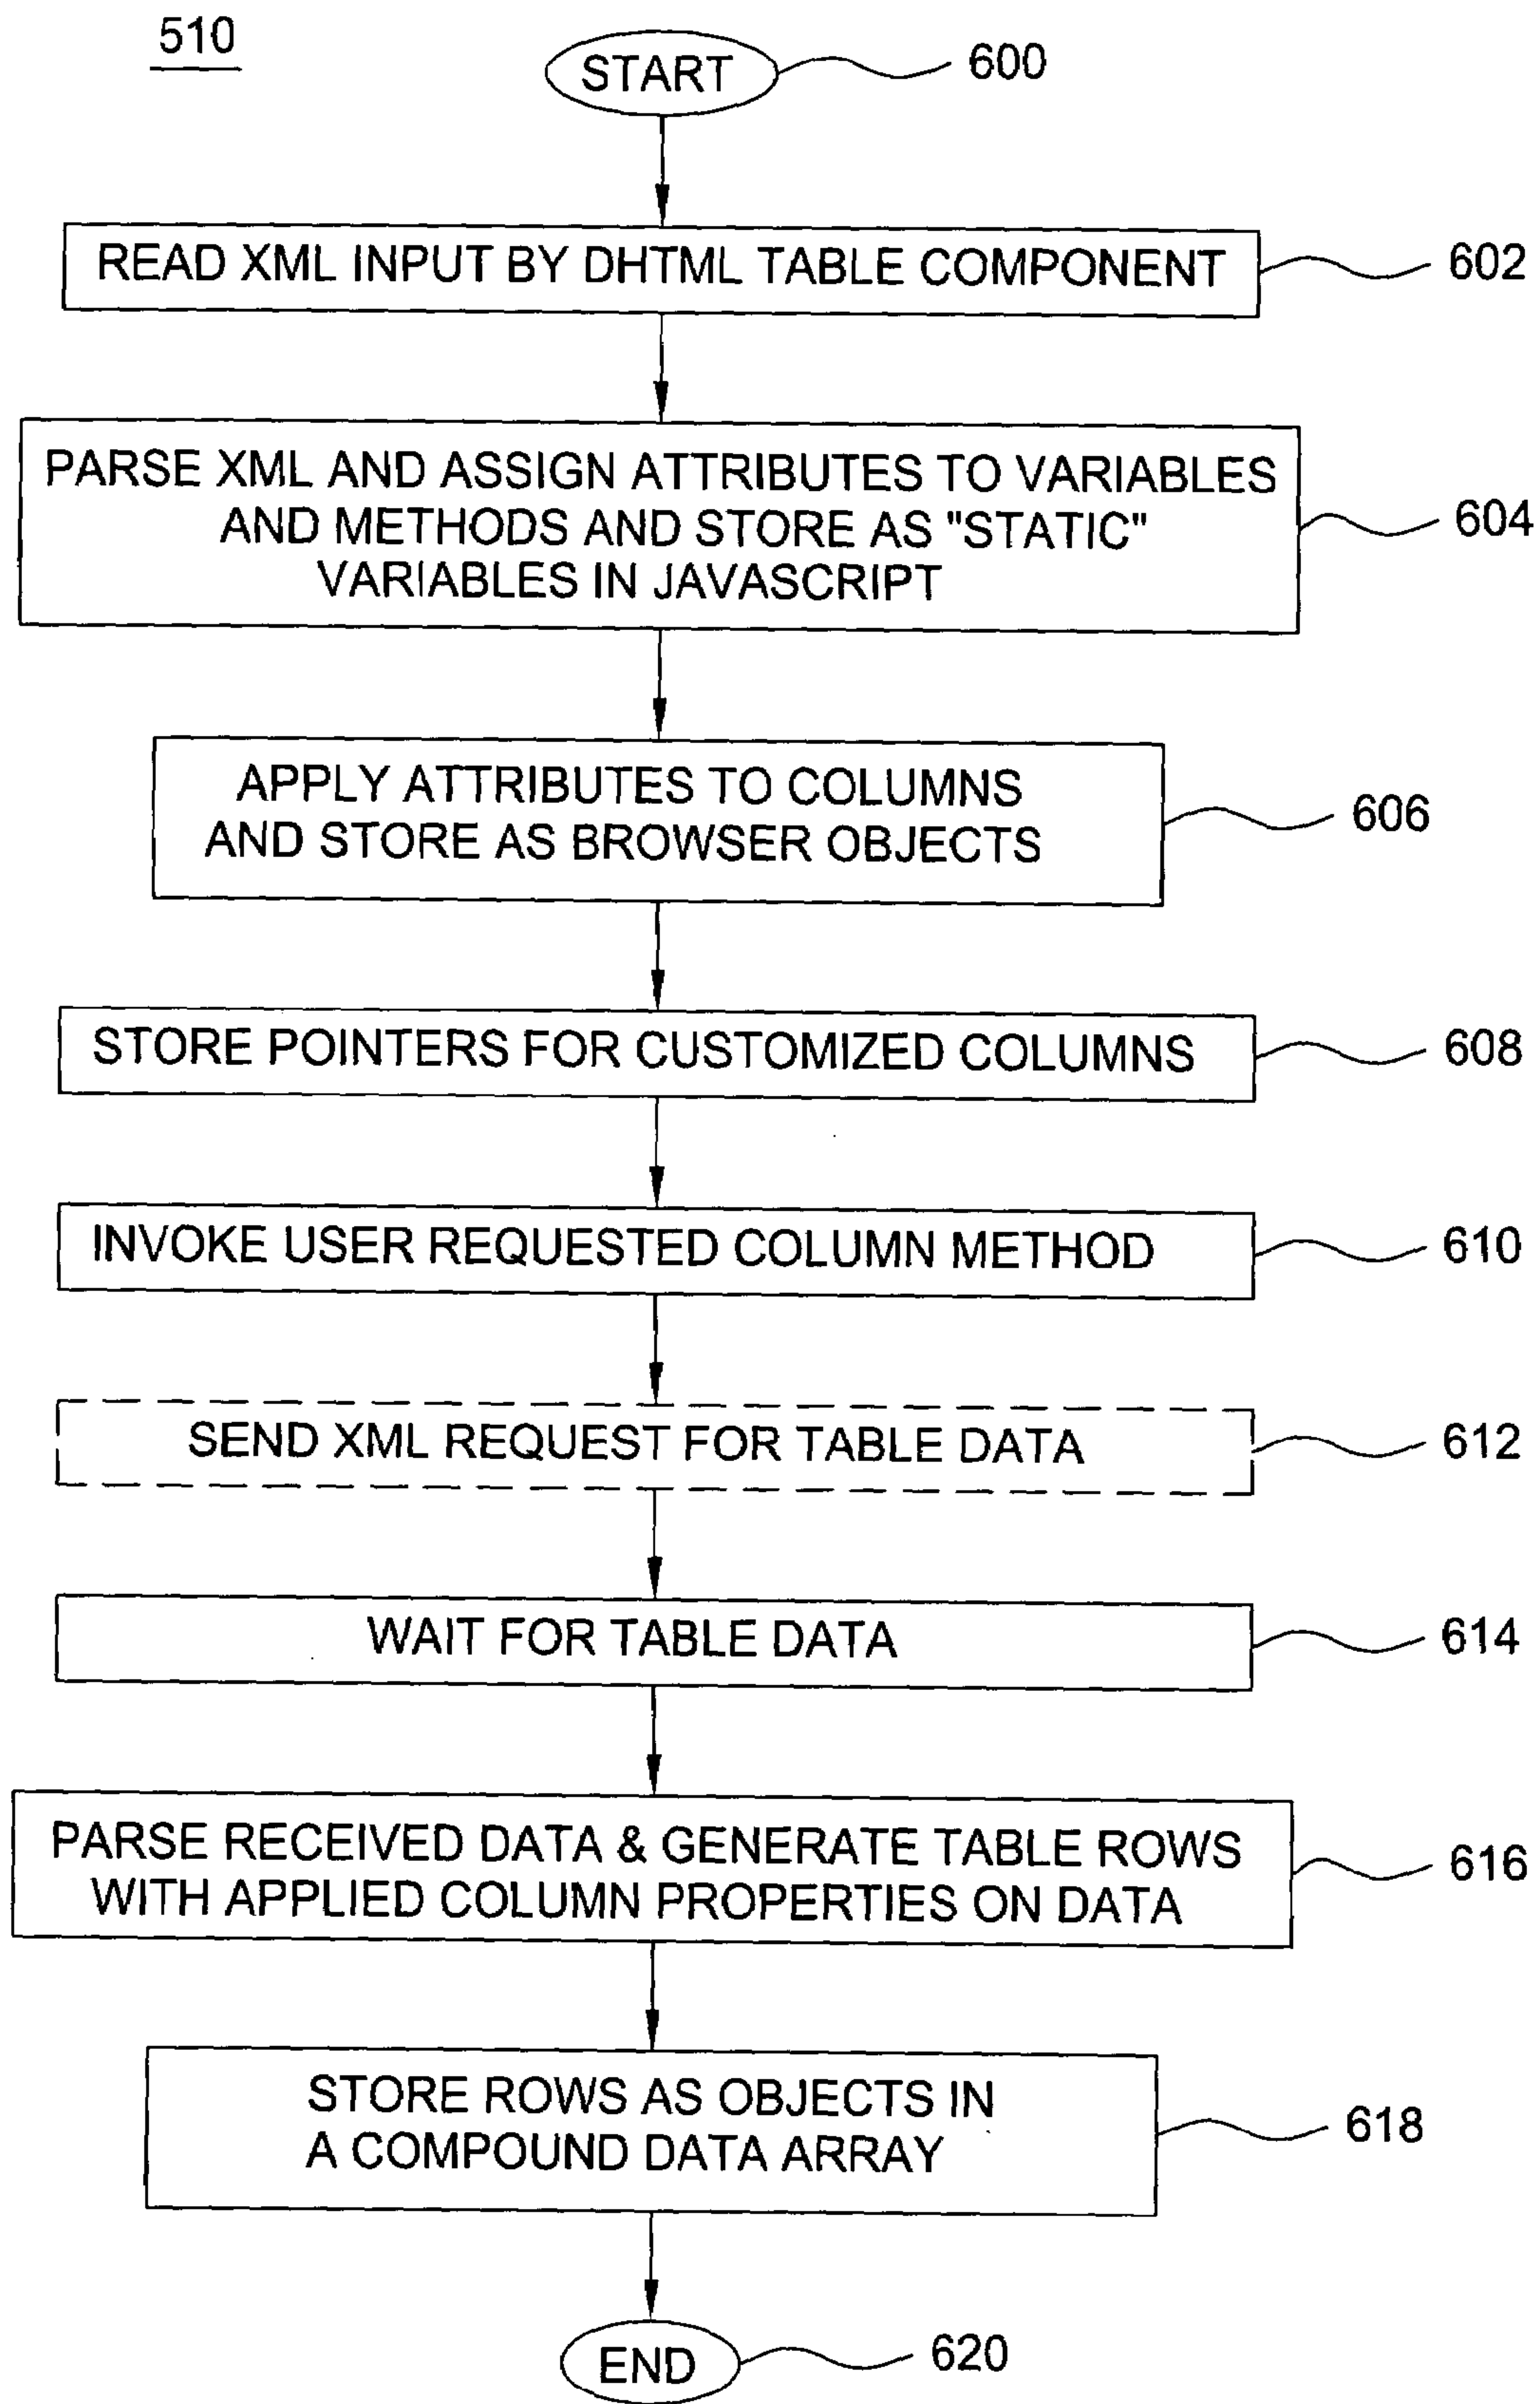 510
START
600
READ XML INPUT BY DHTML TABLE COMPONENT
602
PARSE XML AND ASSIGN ATTRIBUTES TO VARIABLES
AND METHODS AND STORE AS "STATIC"
VARIABLES IN JAVASCRIPT
604
APPLY ATTRIBUTES TO COLUMNS
AND STORE AS BROWSER OBJECTS
606
STORE POINTERS FOR CUSTOMIZED COLUMNS
608
INVOKE USER REQUESTED COLUMN METHOD
610
SEND XML REQUEST FOR TABLE DATA
612
WAIT FOR TABLE DATA
614
PARSE RECEIVED DATA & GENERATE TABLE ROWS
WITH APPLIED COLUMN PROPERTIES ON DATA
616
STORE ROWS AS OBJECTS IN
A COMPOUND DATA ARRAY
618
END
620